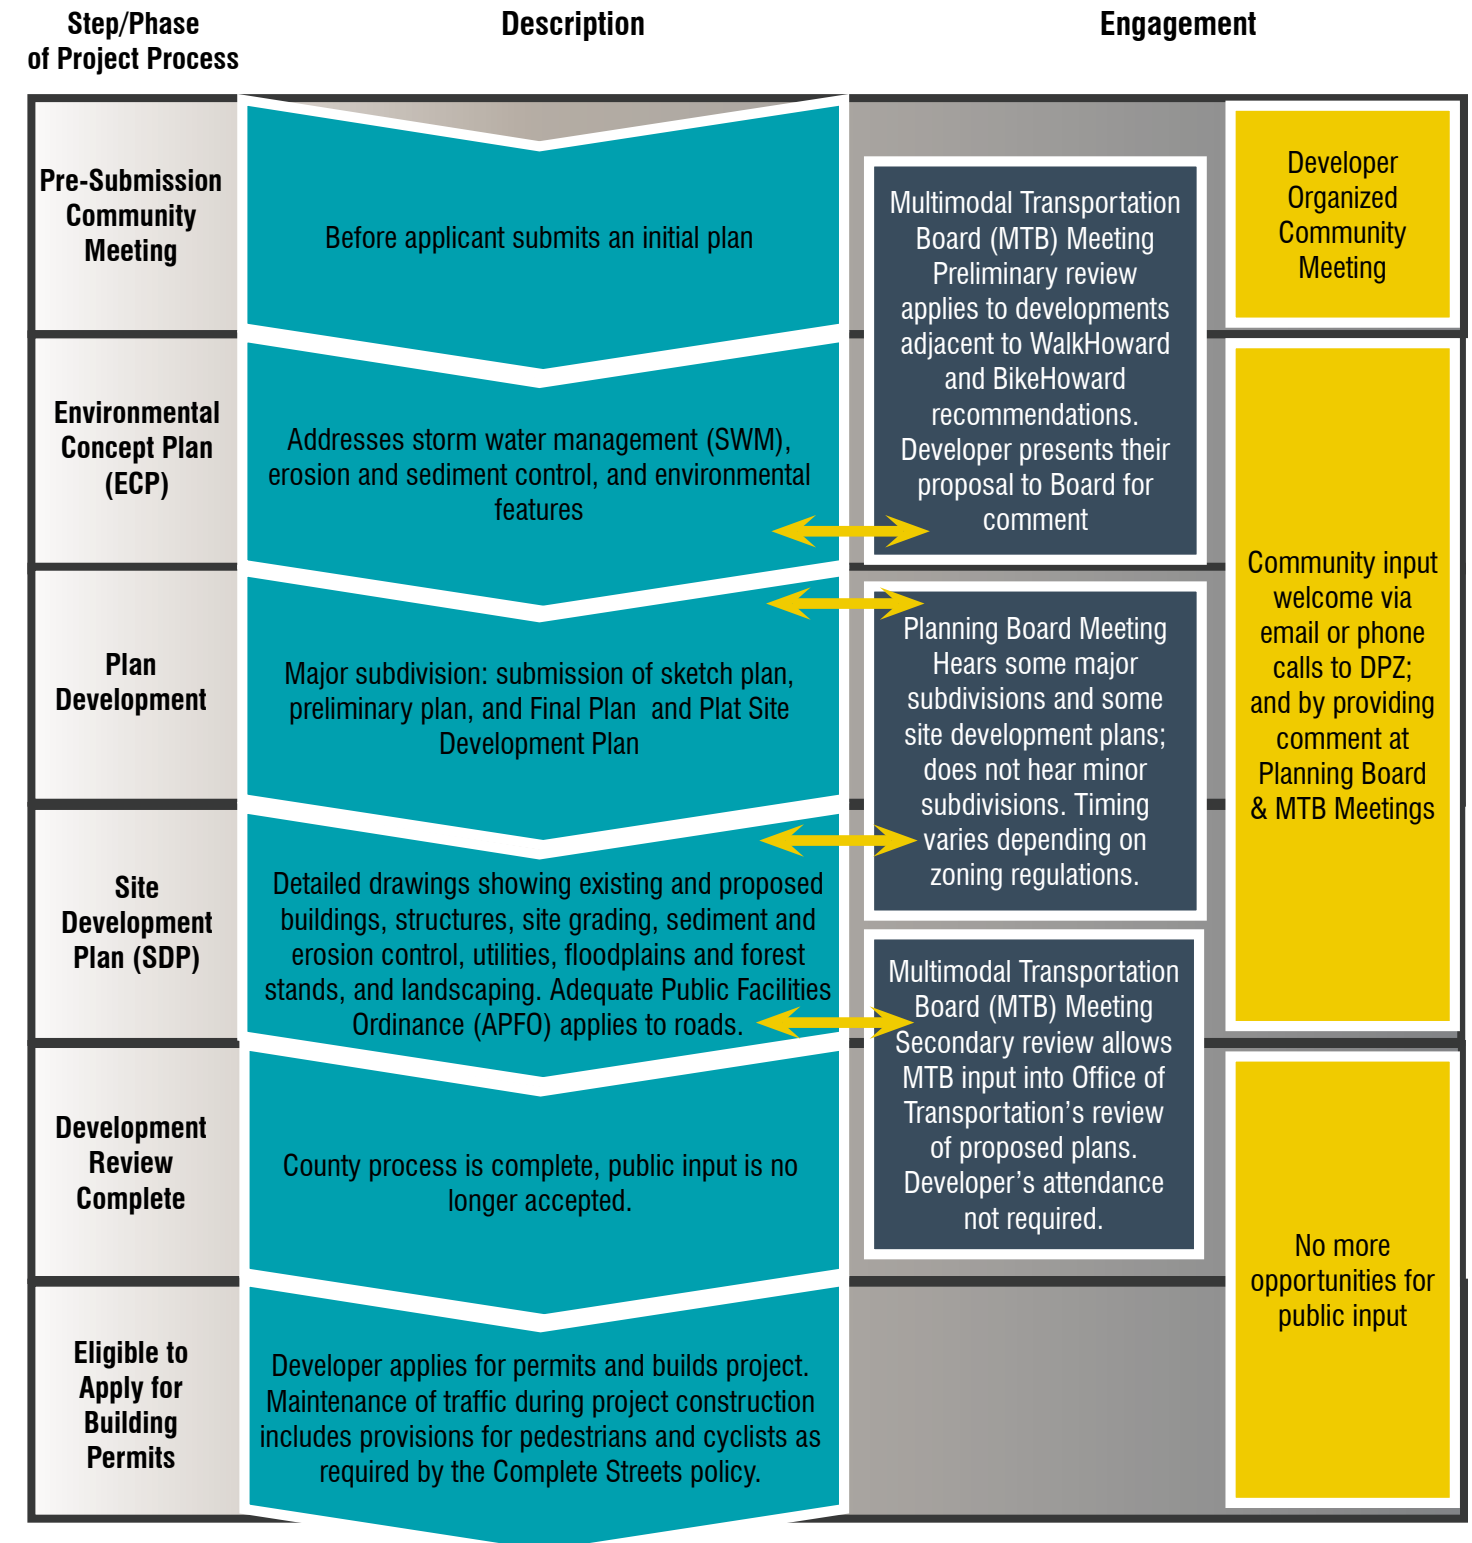 Step/Phase
of Project Process
Description
Engagement
Pre-Submission
Community
Meeting
Before applicant submits an initial plan
Multimodal Transportation
Board (MTB) Meeting
Preliminary review
applies to developments
adjacent to WalkHoward
and BikeHoward
recommendations.
Developer presents their
proposal to Board for
comment
Developer
Organized
Community
Meeting
Environmental
Concept Plan
(ECP)
Addresses storm water management (SWM),
erosion and sediment control, and environmental
features
Community input
welcome via
email or phone
calls to DPZ;
and by providing
comment at
Planning Board
& MTB Meetings
Plan
Development
Major subdivision: submission of sketch plan,
preliminary plan, and Final Plan  and Plat Site
Development Plan
Planning Board Meeting
Hears some major
subdivisions and some
site development plans;
does not hear minor
subdivisions. Timing
varies depending on
zoning regulations.
Site
Development
Plan (SDP)
Detailed drawings showing existing and proposed
buildings, structures, site grading, sediment and
erosion control, utilities, floodplains and forest
stands, and landscaping. Adequate Public Facilities
Ordinance (APFO) applies to roads.
Multimodal Transportation
Board (MTB) Meeting
Secondary review allows
MTB input into Office of
Transportation’s review
of proposed plans.
Developer’s attendance
not required.
Development
Review
Complete
County process is complete, public input is no
longer accepted.
No more
opportunities for
public input
Eligible to
Apply for
Building
Permits
Developer applies for permits and builds project.
Maintenance of traffic during project construction
includes provisions for pedestrians and cyclists as
required by the Complete Streets policy.